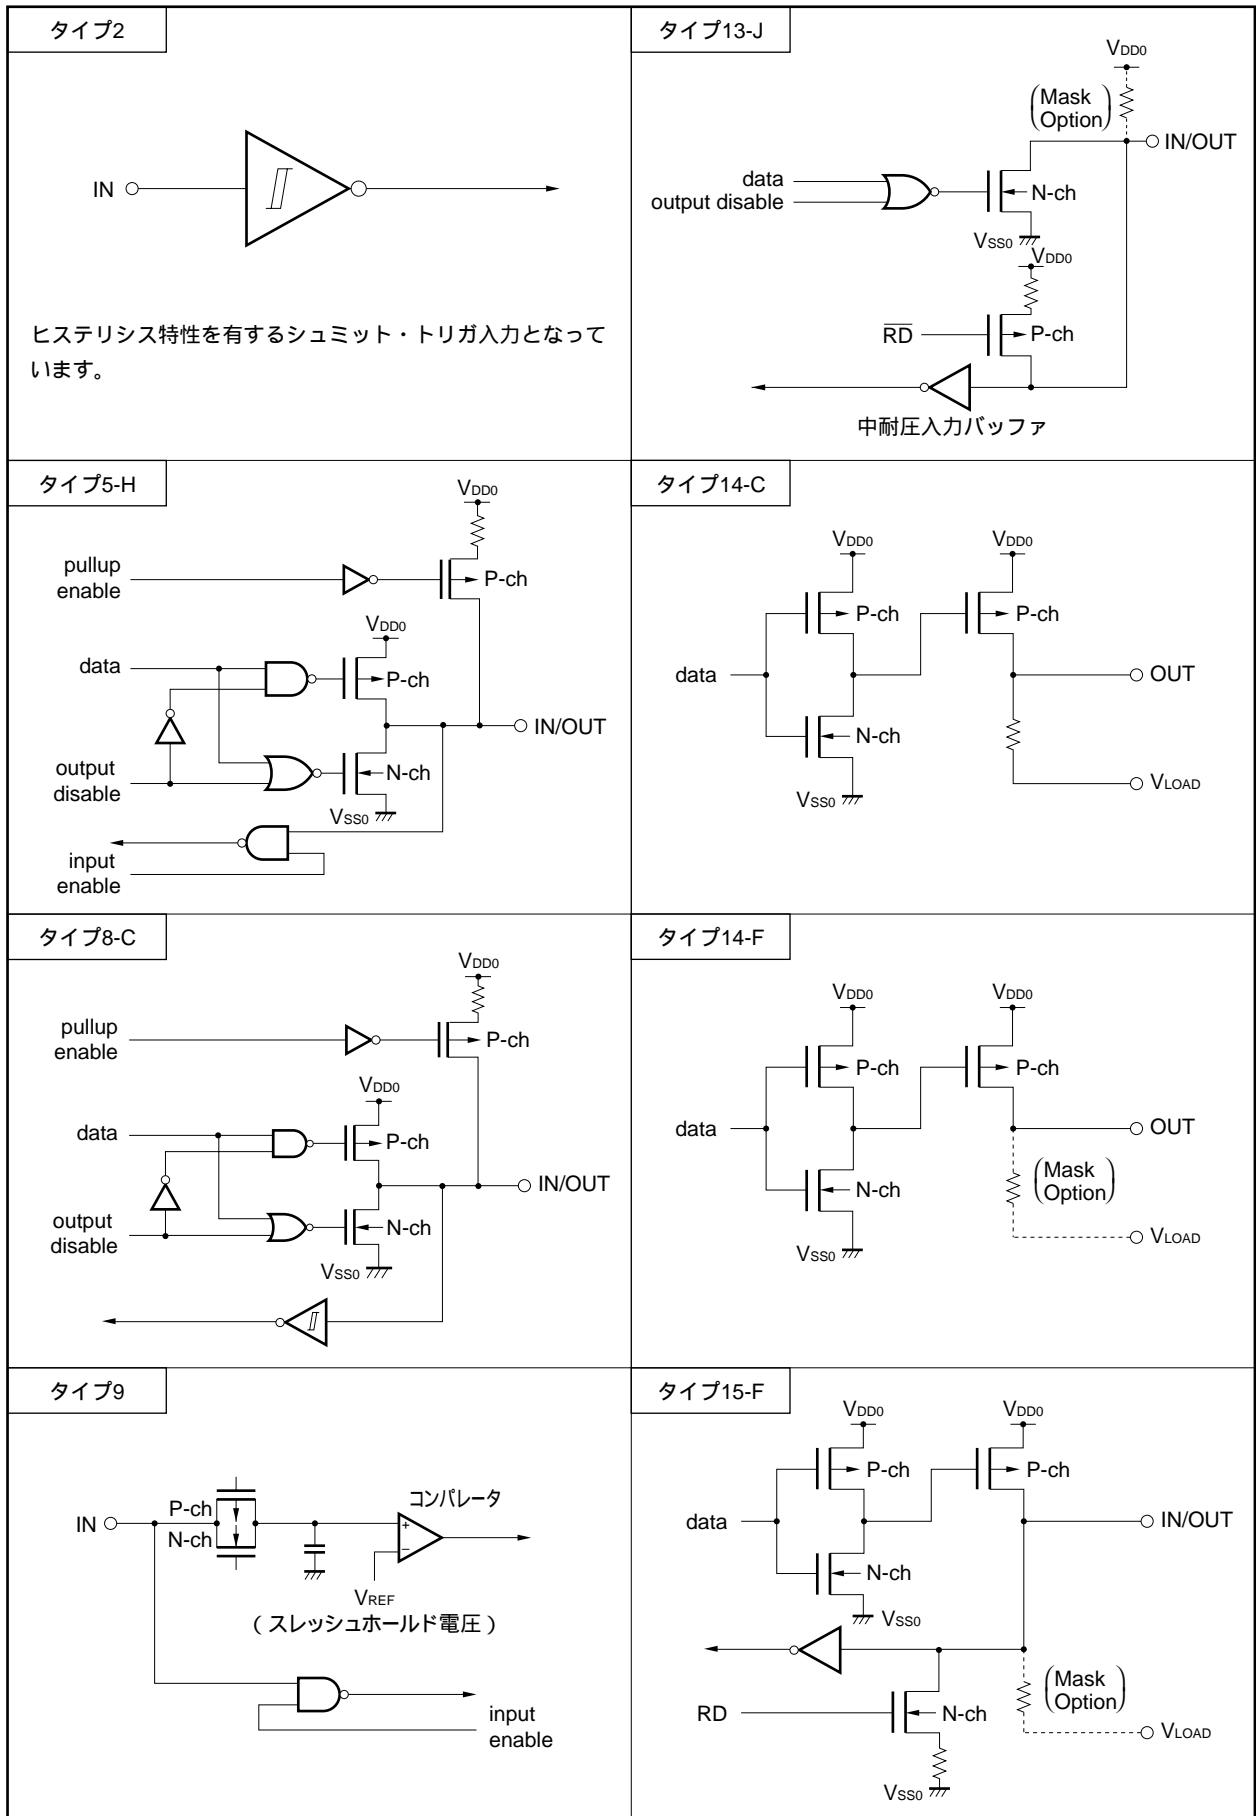 タイプ2
IN
ヒステリシス特性を有するシュミット・トリガ入力となって
います。
タイプ13-J
VDD0
(Mask
Option)
IN/OUT
data
output disable
N-ch
VSS0
VDD0
RD
P-ch
中耐圧入力バッファ
タイプ5-H
VDD0
pullup
enable
P-ch
VDD0
data
P-ch
IN/OUT
output
disable
N-ch
VSS0
input
enable
タイプ14-C
VDD0
VDD0
P-ch
P-ch
data
OUT
N-ch
VSS0
VLOAD
タイプ8-C
VDD0
pullup
enable
P-ch
VDD0
data
P-ch
IN/OUT
output
disable
N-ch
VSS0
タイプ14-F
VDD0
VDD0
P-ch
P-ch
data
OUT
(Mask
Option)
N-ch
VSS0
VLOAD
タイプ9
コンパレータ
P-ch
IN
N-ch
+
−
VREF
(スレッシュホールド電圧)
input
enable
タイプ15-F
VDD0
VDD0
P-ch
P-ch
data
IN/OUT
N-ch
VSS0
(Mask
Option)
RD
N-ch
VLOAD
VSS0